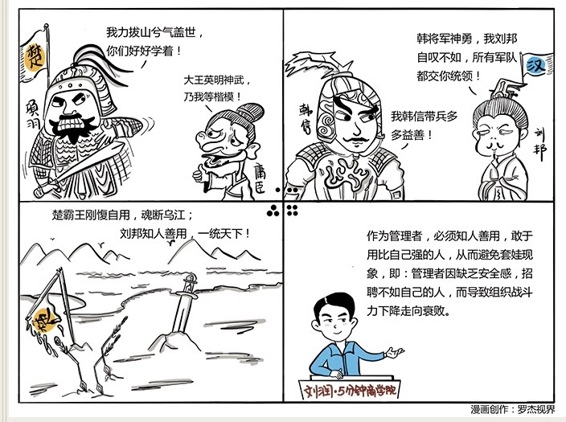 楚
我力拔山兮气盖世，
你们好好学着！
项羽
大王英明神武，
乃我等楷模！
庸臣
韩将军神勇，我刘邦
自叹不如，所有军队
都交你统领！
汉
韩信
我韩信带兵多
多益善！
刘邦
楚霸王刚愎自用，魂断乌江；
刘邦知人善用，一统天下！
楚
作为管理者，必须知人善用，敢于
用比自己强的人，从而避免套娃现
象，即：管理者因缺乏安全感，招
聘不如自己的人，而导致组织战斗
力下降走向衰败。
刘润·5分钟商学院
漫画创作：罗杰视界